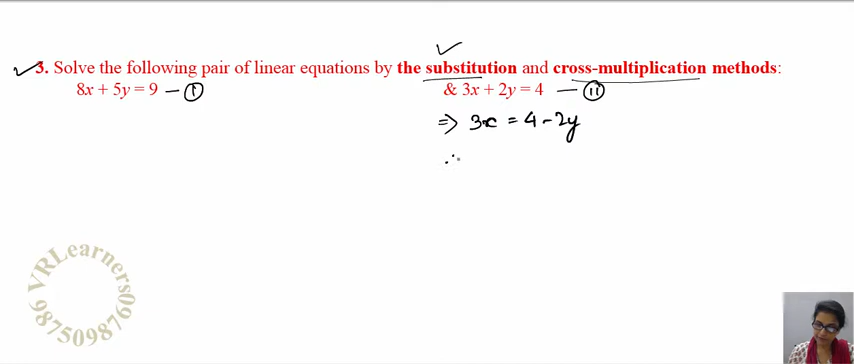 3. Solve the following pair of linear equations by the substitution and cross-multiplication methods:
8x + 5y = 9 — (I)
& 3x + 2y = 4 — (II)
⇒ 3x = 4 - 2y
∴
VRLearners
9875098760